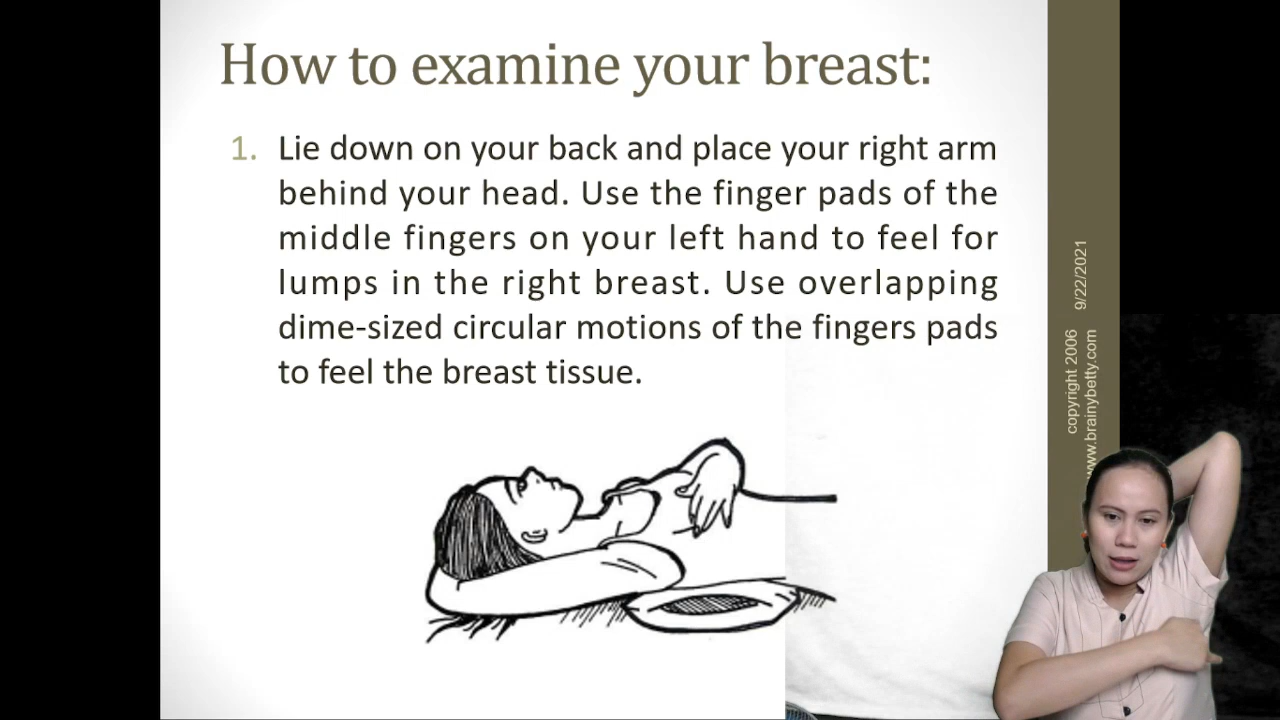 How to examine your breast:
1. Lie down on your back and place your right arm
behind your head. Use the finger pads of the
middle fingers on your left hand to feel for
lumps in the right breast. Use overlapping
dime-sized circular motions of the fingers pads
to feel the breast tissue.
9/22/2021
copyright 2006
www.brainybetty.com